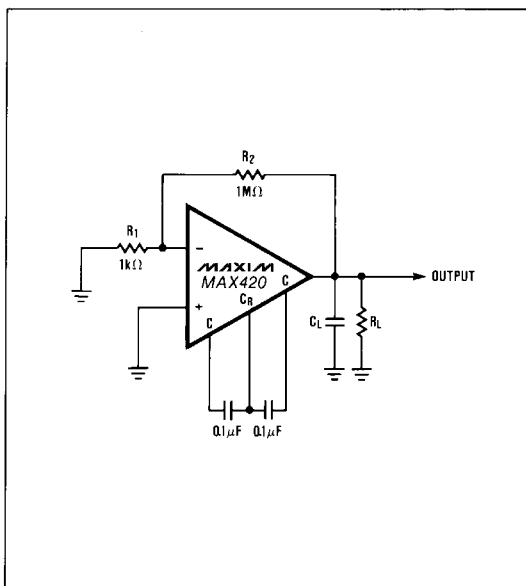 R2
1MΩ
R1
1kΩ
−
MAXIM
MAX420
+
C
CR
C
OUTPUT
CL
RL
0.1μF
0.1μF